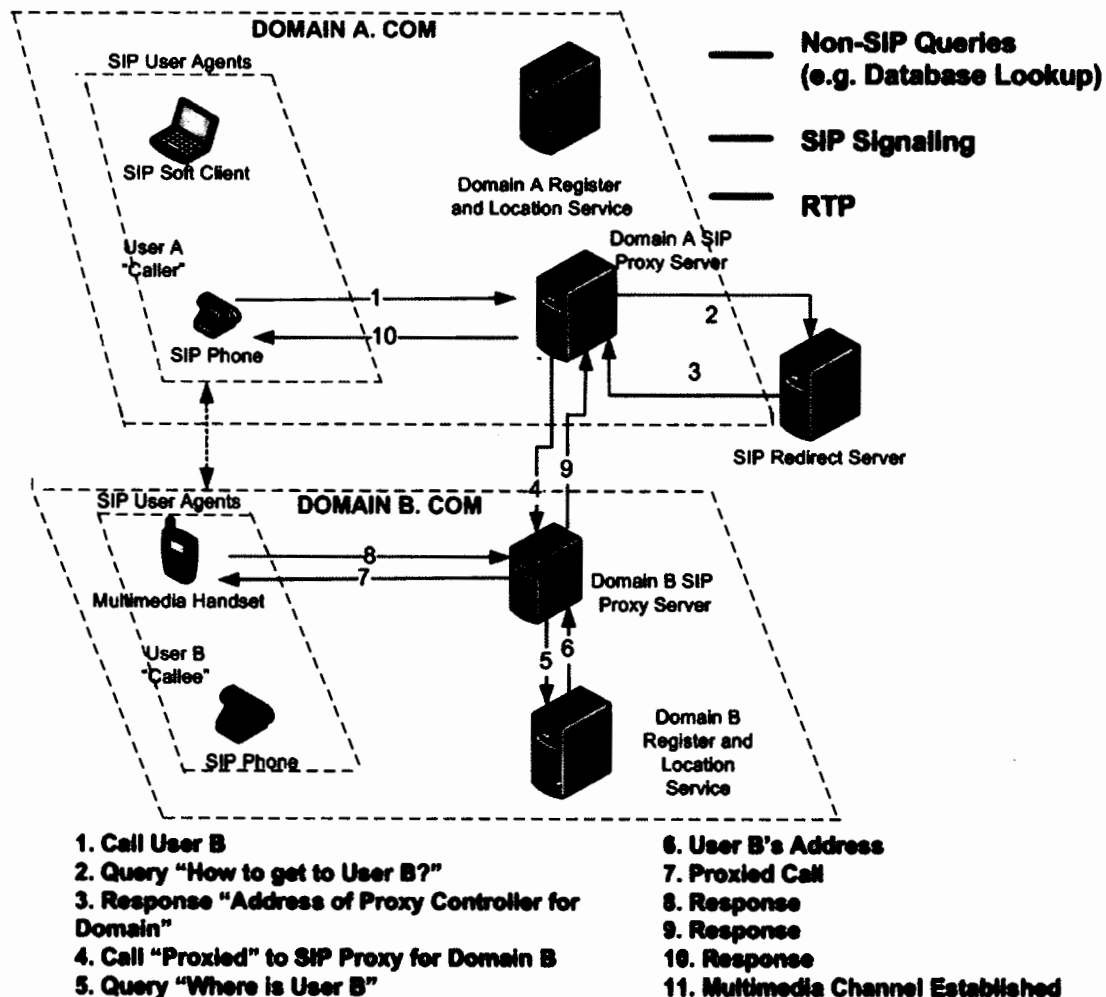 DOMAIN A. COM
SIP User Agents
SIP Soft Client
User A
"Caller"
SIP Phone
Domain A Register
and Location Service
Domain A SIP
Proxy Server
Non-SIP Queries
(e.g. Database Lookup)
SIP Signaling
RTP
1
10
2
3
SIP Redirect Server
4
9
SIP User Agents
DOMAIN B. COM
Multimedia Handset
8
7
Domain B SIP
Proxy Server
User B
"Callee"
SIP Phone
5
6
Domain B
Register and
Location
Service
1. Call User B
2. Query “How to get to User B?”
3. Response “Address of Proxy Controller for
Domain”
4. Call “Proxied” to SIP Proxy for Domain B
5. Query “Where is User B”
6. User B's Address
7. Proxied Call
8. Response
9. Response
10. Response
11. Multimedia Channel Established